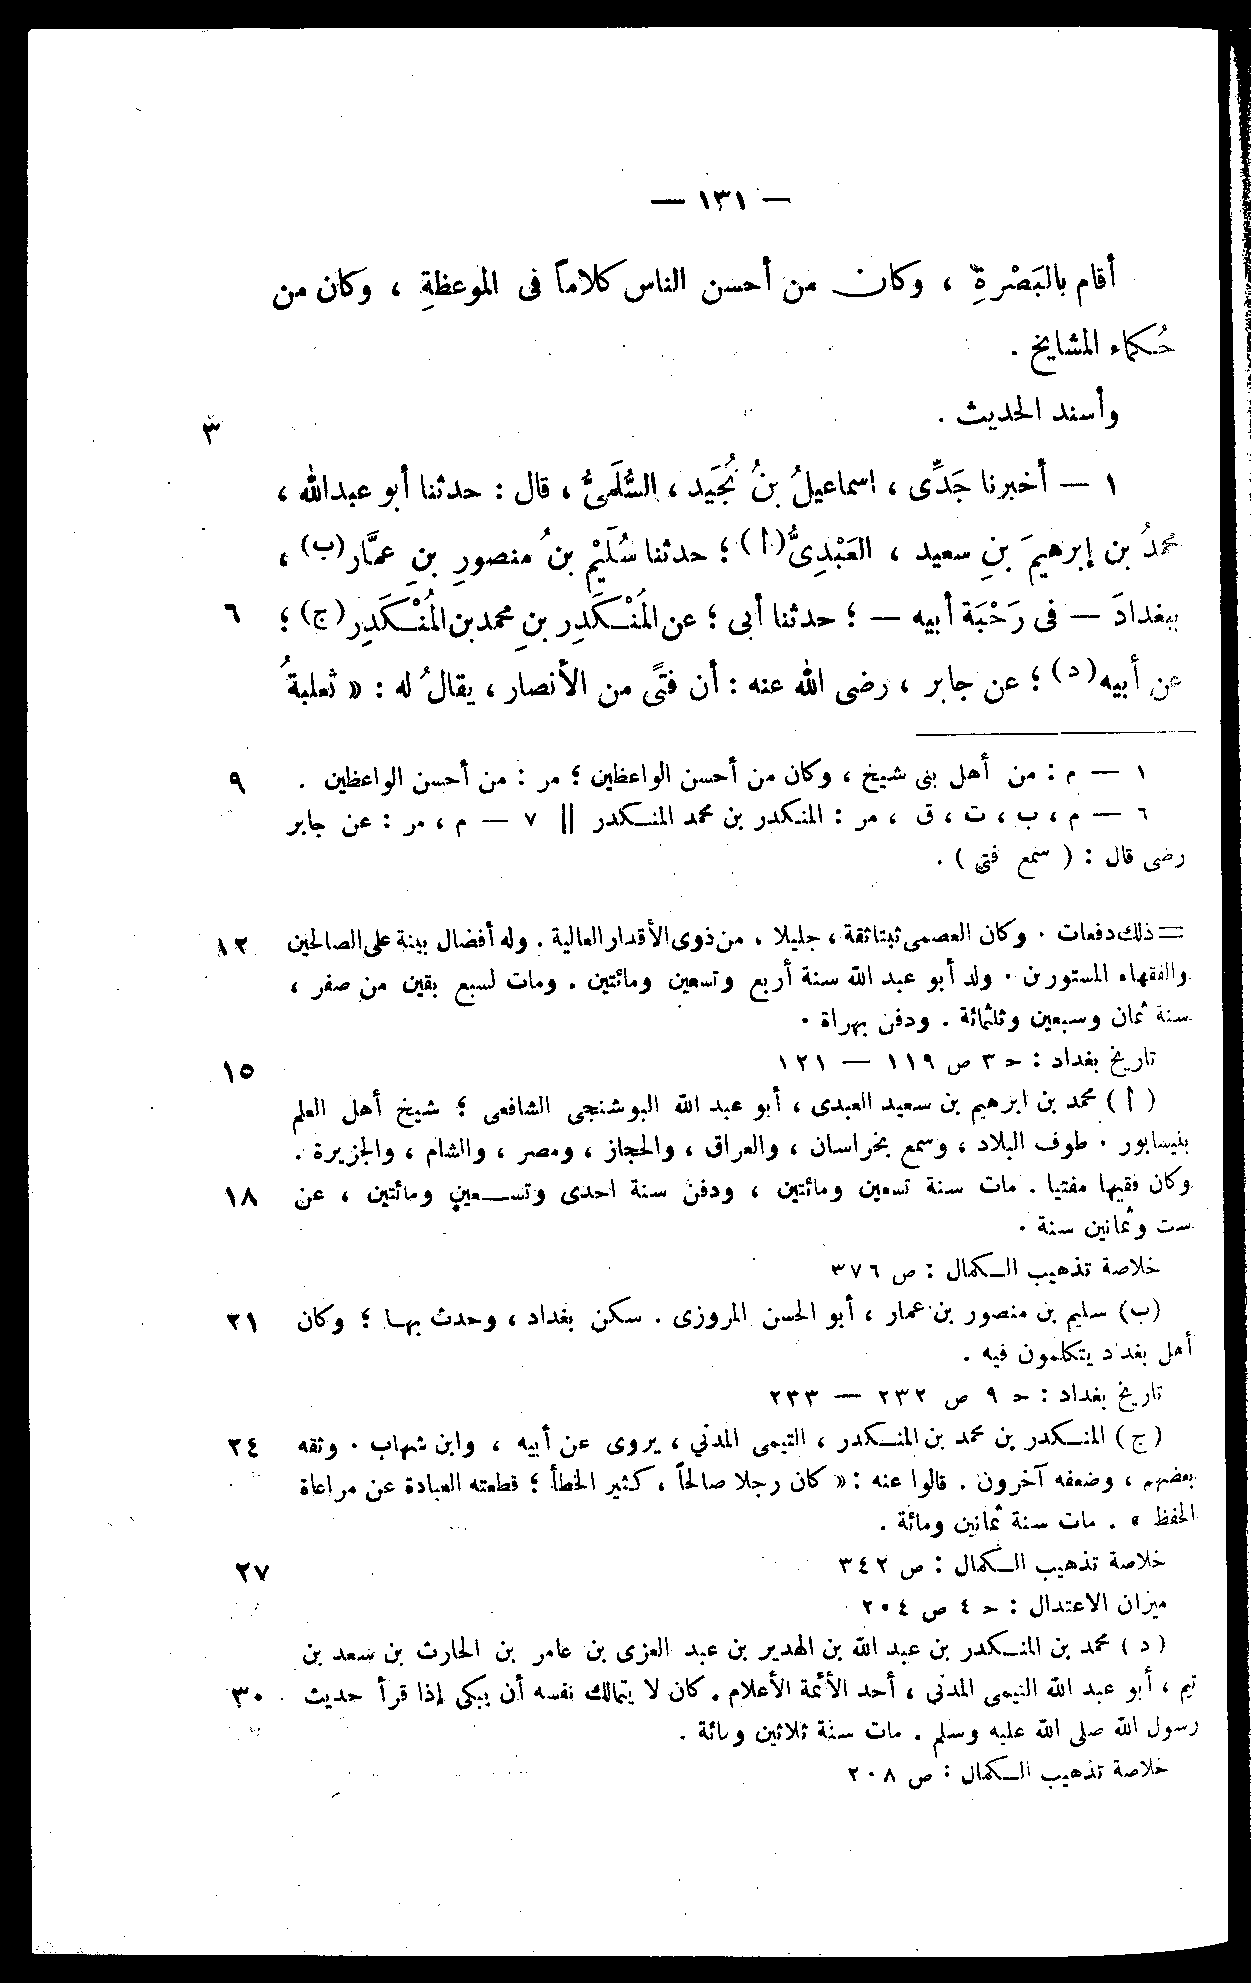 — ١٣١ —
أقام بالبَصْرةِ ، وكان من أحسن الناس كلاماً فى الموعظةِ ، وكان من
حُكماء المشايخ .
وأسند الحديث .
٣
١ — أخبرنا جَدِّى ، اسماعيلُ بنُ نُجَيد ، السُّلَمىُّ ، قال : حدثنا أبو عبدالله ،
محمدُ بن إبرهيمَ بنِ سعيد ، العَبْدِىُّ (أ) ؛ حدثنا سُلَيْم بنُ منصورِ بنِ عمَّار (ب) ،
ببغدادَ — فى رَحْبَة أبيه — ؛ حدثنا أبى ؛ عن المَنْكَدِر بنِ محمد بن المُنْكَدِر (ج) ؛
٦
عن أبيه (د) ؛ عن جابر ، رضى الله عنه : أن فتًى من الأنصار ، يقالُ له : « ثعلبةُ
١ — م : من أهل بنى شيخ ، وكان من أحسن الواعظين ؛ مر : من أحسن الواعظين .
٩
٦ — م ، ب ، ت ، ق ، مر : المنكدر بن محمد المنكدر || ٧ — م ، مر : عن جابر
رضى قال : ( سمع فتى ) .
= ذلك دفعات . وكان العصمى ثبتا ثقة ، جليلا ، من ذوى الأقدار العالية . وله أفضال بينة على الصالحين
١٢
والفقهاء المستورن . ولد أبو عبد الله سنة أربع وتسعين ومائتين . ومات لسبع بقين من صفر ،
سنة ثمان وسبعين وثلثمائة . ودفن بهراة .
تاريخ بغداد : ح ٣ ص ١١٩ — ١٢١
١٥
( أ ) محمد بن ابرهيم بن سعيد العبدى ، أبو عبد الله البوشنجى الشافعى ؛ شيخ أهل العلم
بنيسابور . طوف البلاد ، وسمع بخراسان ، والعراق ، والحجاز ، ومصر ، والشام ، والجزيرة .
وكان فقيها مفتيا . مات سنة تسعين ومائتين ، ودفن سنة احدى وتسعين ومائتين ، عن
١٨
ست وثمانين سنة .
خلاصة تذهيب الكمال : ص ٣٧٦
(ب) سليم بن منصور بن عمار ، أبو الحسن المروزى . سكن بغداد ، وحدث بها ؛ وكان
٢١
أهل بغداد يتكلمون فيه .
تاريخ بغداد : ح ٩ ص ٢٣٢ — ٢٣٣
( ج ) المنكدر بن محمد بن المنكدر ، التيمى المدني ، يروى عن أبيه ، وابن شهاب . وثقه
٢٤
بعضهم ، وضعفه آخرون . قالوا عنه : « كان رجلا صالحاً ، كثير الخطأ ؛ قطعته العبادة عن مراعاة
الحفظ » . مات سنة ثمانين ومائة .
خلاصة تذهيب الكمال : ص ٣٤٢
٢٧
ميزان الاعتدال : ح ٤ ص ٢٠٤
( د ) محمد بن المنكدر بن عبد الله بن الهدير بن عبد العزى بن عامر بن الحارث بن سعد بن
تيم ، أبو عبد الله التيمى المدني ، أحد الأئمة الأعلام . كان لا يتمالك نفسه أن يبكى إذا قرأ حديث
٣٠
رسول الله صلى الله عليه وسلم . مات سنة ثلاثين ومائة .
خلاصة تذهيب الكمال : ص ٢٠٨